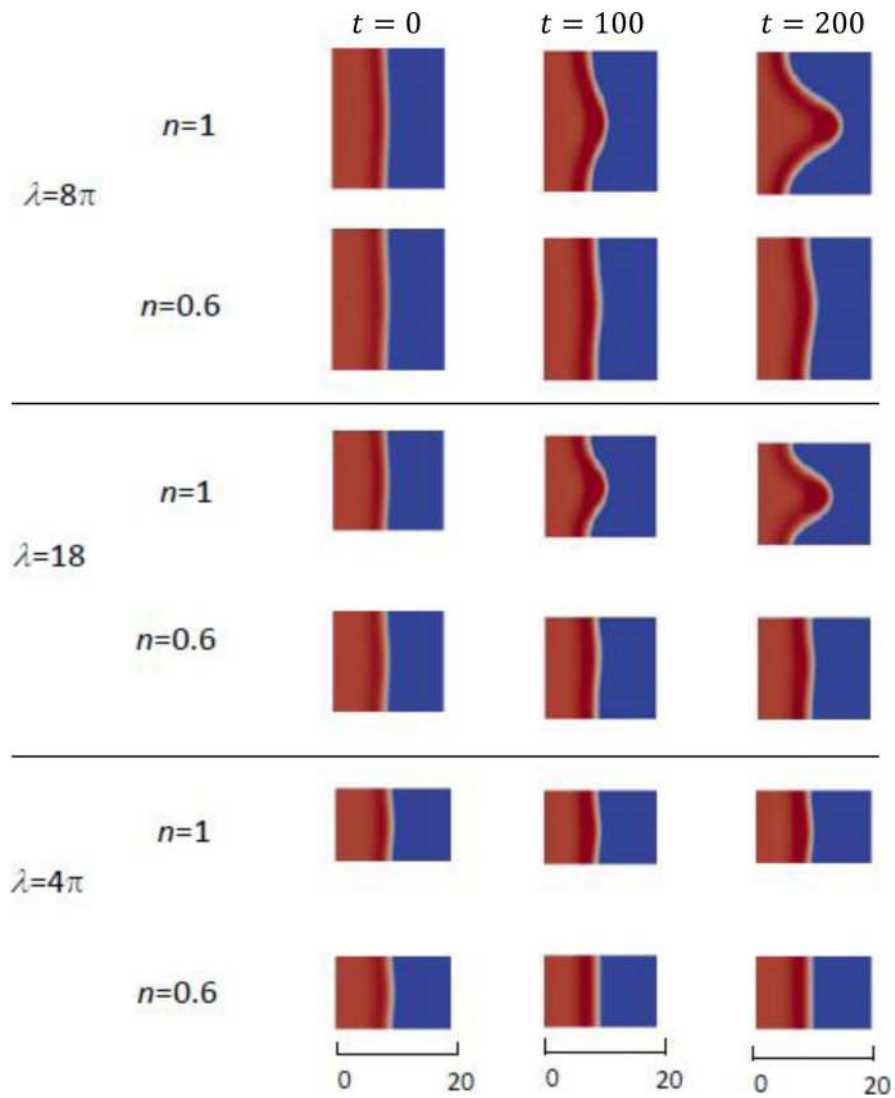 t = 0 t = 100 t = 200
n=1
λ=8π
n=0.6
n=1
λ=18
n=0.6
n=1
λ=4π
n=0.6
0 20 0 20 0 20